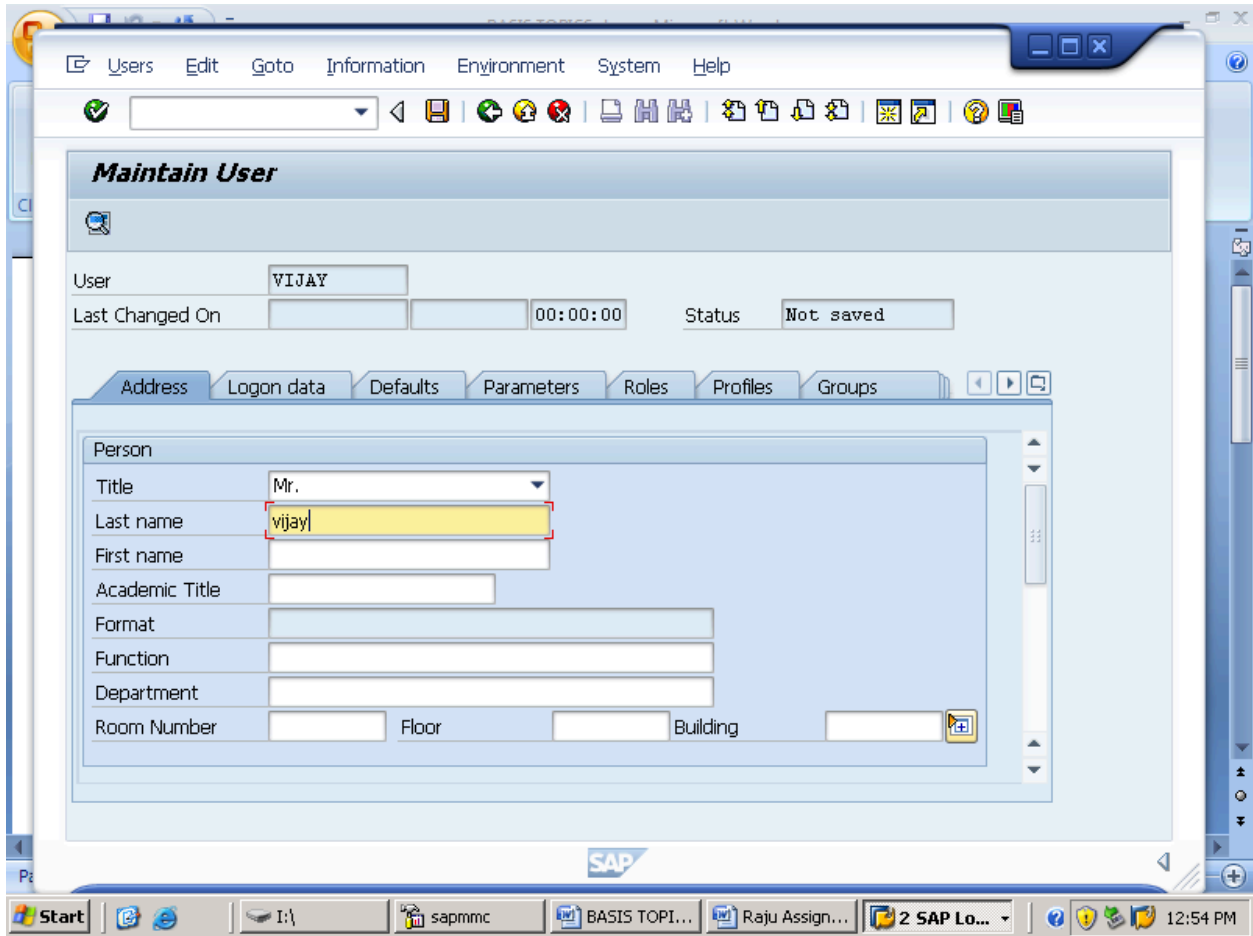 Users Edit Goto Information Environment System Help
Maintain User
User VIJAY
Last Changed On 00:00:00 Status Not saved
Address Logon data Defaults Parameters Roles Profiles Groups
Person
Title Mr.
Last name vijay
First name
Academic Title
Format
Function
Department
Room Number Floor Building
SAP
Start I:\ sapmmc BASIS TOPI... Raju Assign... 2 SAP Lo... 12:54 PM